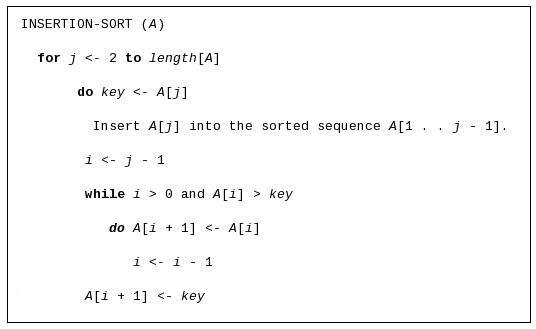 INSERTION-SORT (A)
for j <- 2 to length[A]
do key <- A[j]
Insert A[j] into the sorted sequence A[1 . . j - 1].
i <- j - 1
while i > 0 and A[i] > key
do A[i + 1] <- A[i]
i <- i - 1
A[i + 1] <- key